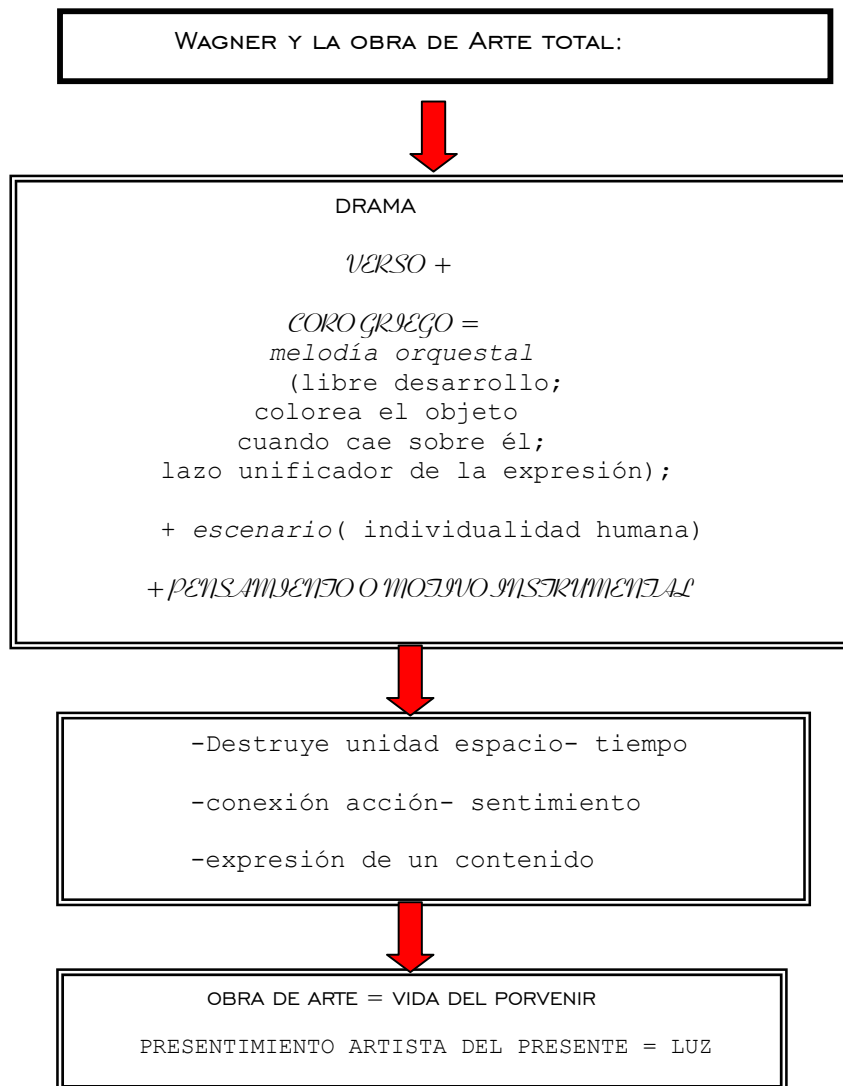 WAGNER Y LA OBRA DE ARTE TOTAL:
DRAMA
VERSO +
CORO GRIEGO =
melodía orquestal
(libre desarrollo;
colorea el objeto
cuando cae sobre él;
lazo unificador de la expresión);
+ escenario( individualidad humana)
+ PENSAMIENTO O MOTIVO INSTRUMENTAL
-Destruye unidad espacio- tiempo
-conexión acción- sentimiento
-expresión de un contenido
OBRA DE ARTE = VIDA DEL PORVENIR
PRESENTIMIENTO ARTISTA DEL PRESENTE = LUZ